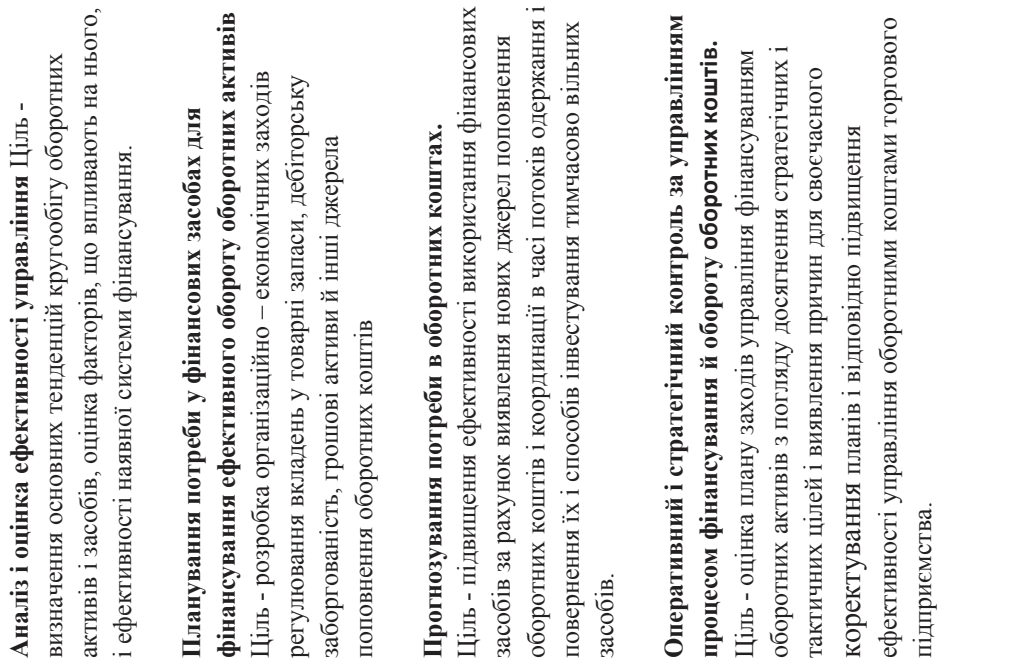 Аналіз і оцінка ефективності управління Ціль -
визначення основних тенденцій кругообігу оборотних
активів і засобів, оцінка факторів, що впливають на нього,
і ефективності наявної системи фінансування.
Планування потреби у фінансових засобах для
фінансування ефективного обороту оборотних активів
Ціль - розробка організаційно – економічних заходів
регулювання вкладень у товарні запаси, дебіторську
заборгованість, грошові активи й інші джерела
поповнення оборотних коштів
Прогнозування потреби в оборотних коштах.
Ціль - підвищення ефективності використання фінансових
засобів за рахунок виявлення нових джерел поповнення
оборотних коштів і координації в часі потоків одержання і
повернення їх і способів інвестування тимчасово вільних
засобів.
Оперативний і стратегічний контроль за управлінням
процесом фінансування й обороту оборотних коштів.
Ціль - оцінка плану заходів управління фінансуванням
оборотних активів з погляду досягнення стратегічних і
тактичних цілей і виявлення причин для своєчасного
коректування планів і відповідно підвищення
ефективності управління оборотними коштами торгового
підприємства.